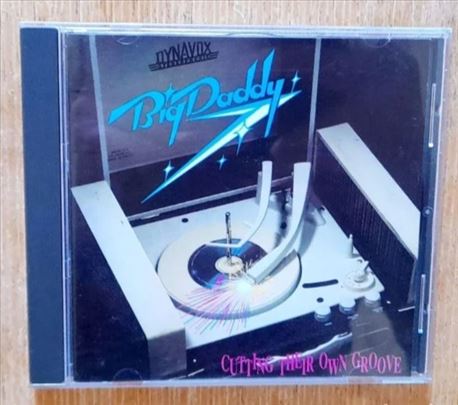 DYNAVOX
Big Daddy
CUTTING THEIR OWN GROOVE